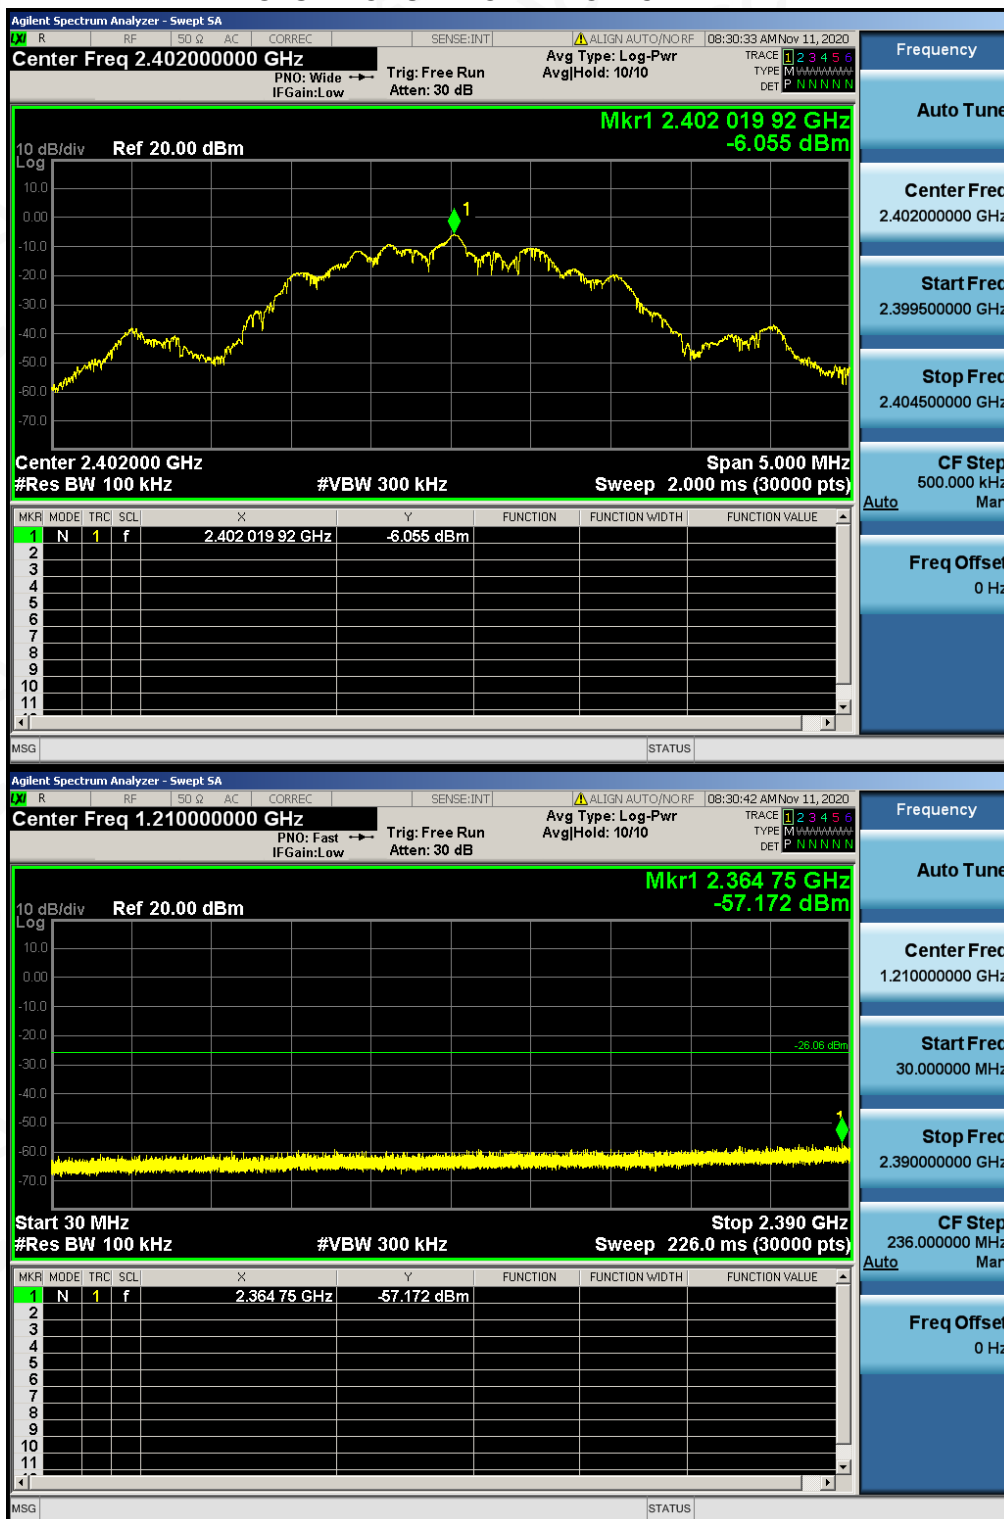 Agilent Spectrum Analyzer - Swept SA
LXI R RF 50 Ω AC CORREC SENSE:INT ALIGN AUTO/NO RF 08:30:33 AM Nov 11, 2020
Center Freq 2.402000000 GHz
PNO: Wide
IFGain:Low
Trig: Free Run
Atten: 30 dB
Avg Type: Log-Pwr
Avg|Hold: 10/10
TRACE 1 2 3 4 5 6
TYPE M
DET P N N N N N
Mkr1 2.402 019 92 GHz
-6.055 dBm
10 dB/div Ref 20.00 dBm
Log
10.0
0.00
-10.0
-20.0
-30.0
-40.0
-50.0
-60.0
-70.0
1
Center 2.402000 GHz Span 5.000 MHz
#Res BW 100 kHz #VBW 300 kHz Sweep 2.000 ms (30000 pts)
MKR MODE TRC SCL X Y FUNCTION FUNCTION WIDTH FUNCTION VALUE
1 N 1 f 2.402 019 92 GHz -6.055 dBm
2
3
4
5
6
7
8
9
10
11
MSG STATUS
Frequency
Auto Tune
Center Freq
2.402000000 GHz
Start Freq
2.399500000 GHz
Stop Freq
2.404500000 GHz
CF Step
500.000 kHz
Auto Man
Freq Offset
0 Hz
Agilent Spectrum Analyzer - Swept SA
LXI R RF 50 Ω AC CORREC SENSE:INT ALIGN AUTO/NO RF 08:30:42 AM Nov 11, 2020
Center Freq 1.210000000 GHz
PNO: Fast
IFGain:Low
Trig: Free Run
Atten: 30 dB
Avg Type: Log-Pwr
Avg|Hold: 10/10
TRACE 1 2 3 4 5 6
TYPE M
DET P N N N N N
Mkr1 2.364 75 GHz
-57.172 dBm
10 dB/div Ref 20.00 dBm
Log
10.0
0.00
-10.0
-20.0
-30.0
-40.0
-50.0
-60.0
-70.0
-26.06 dBm
1
Start 30 MHz Stop 2.390 GHz
#Res BW 100 kHz #VBW 300 kHz Sweep 226.0 ms (30000 pts)
MKR MODE TRC SCL X Y FUNCTION FUNCTION WIDTH FUNCTION VALUE
1 N 1 f 2.364 75 GHz -57.172 dBm
2
3
4
5
6
7
8
9
10
11
MSG STATUS
Frequency
Auto Tune
Center Freq
1.210000000 GHz
Start Freq
30.000000 MHz
Stop Freq
2.390000000 GHz
CF Step
236.000000 MHz
Auto Man
Freq Offset
0 Hz